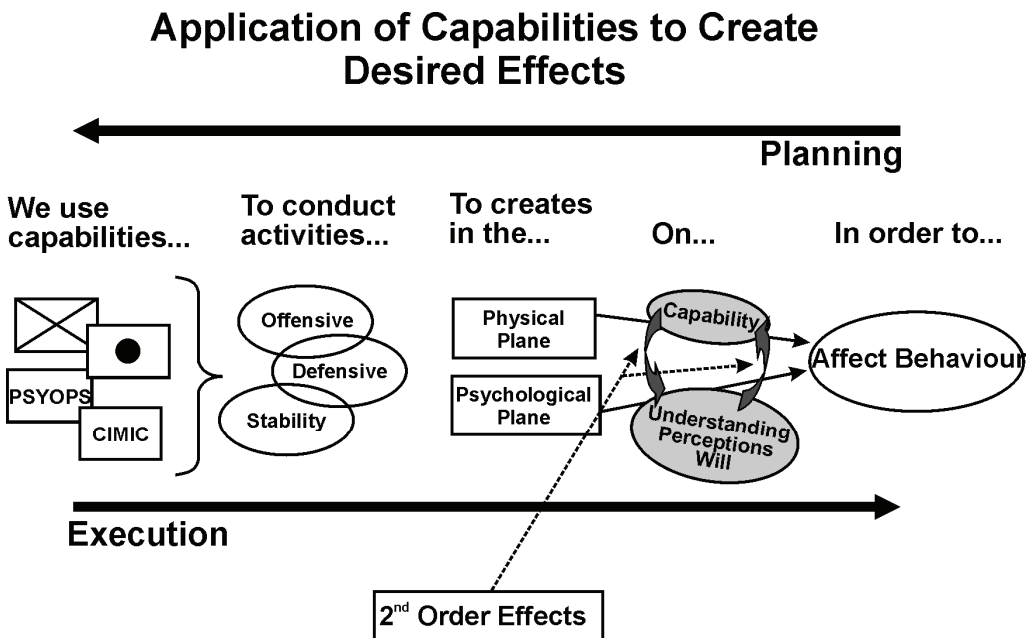 Application of Capabilities to Create
Desired Effects
Planning
We use
capabilities...
To conduct
activities...
To creates
in the...
On...
In order to...
PSYOPS
CIMIC
Offensive
Defensive
Stability
Physical
Plane
Psychological
Plane
Capability
Understanding
Perceptions
Will
Affect Behaviour
Execution
2nd Order Effects